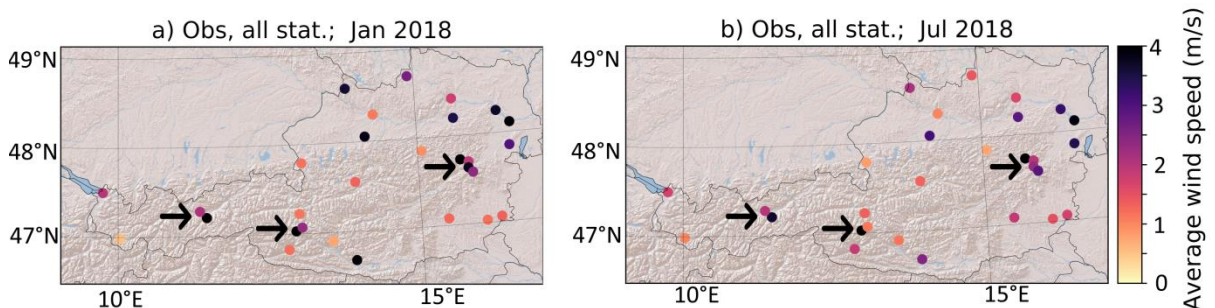 a) Obs, all stat.; Jan 2018
b) Obs, all stat.; Jul 2018
49°N
48°N
47°N
10°E
15°E
49°N
48°N
47°N
10°E
15°E
4
3
2
1
0
Average wind speed (m/s)